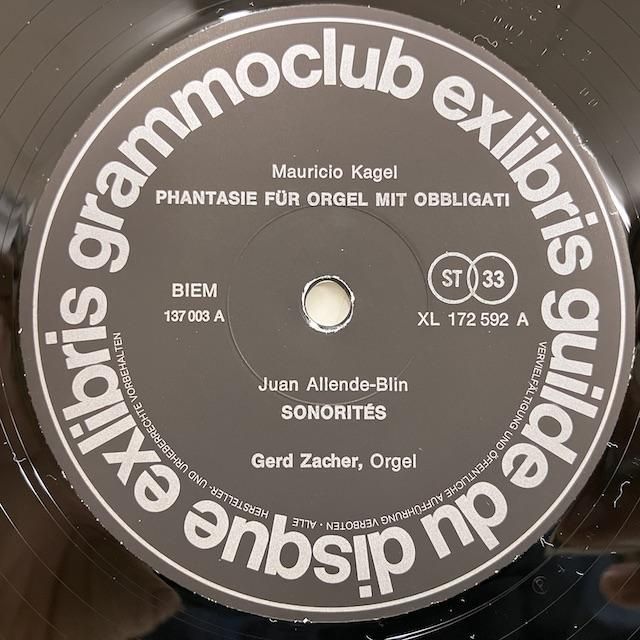 grammoclub exlibris guilde du disque exlibris
Mauricio Kagel
PHANTASIE FÜR ORGEL MIT OBBLIGATI
BIEM
137 003 A
ST 33
XL 172 592 A
Juan Allende-Blin
SONORITÉS
Gerd Zacher, Orgel
VERVIELFÄLTIGUNG UND ÖFFENTLICHE AUFFÜHRUNG VERBOTEN · ALLE HERSTELLER- UND URHEBERRECHTE VORBEHALTEN